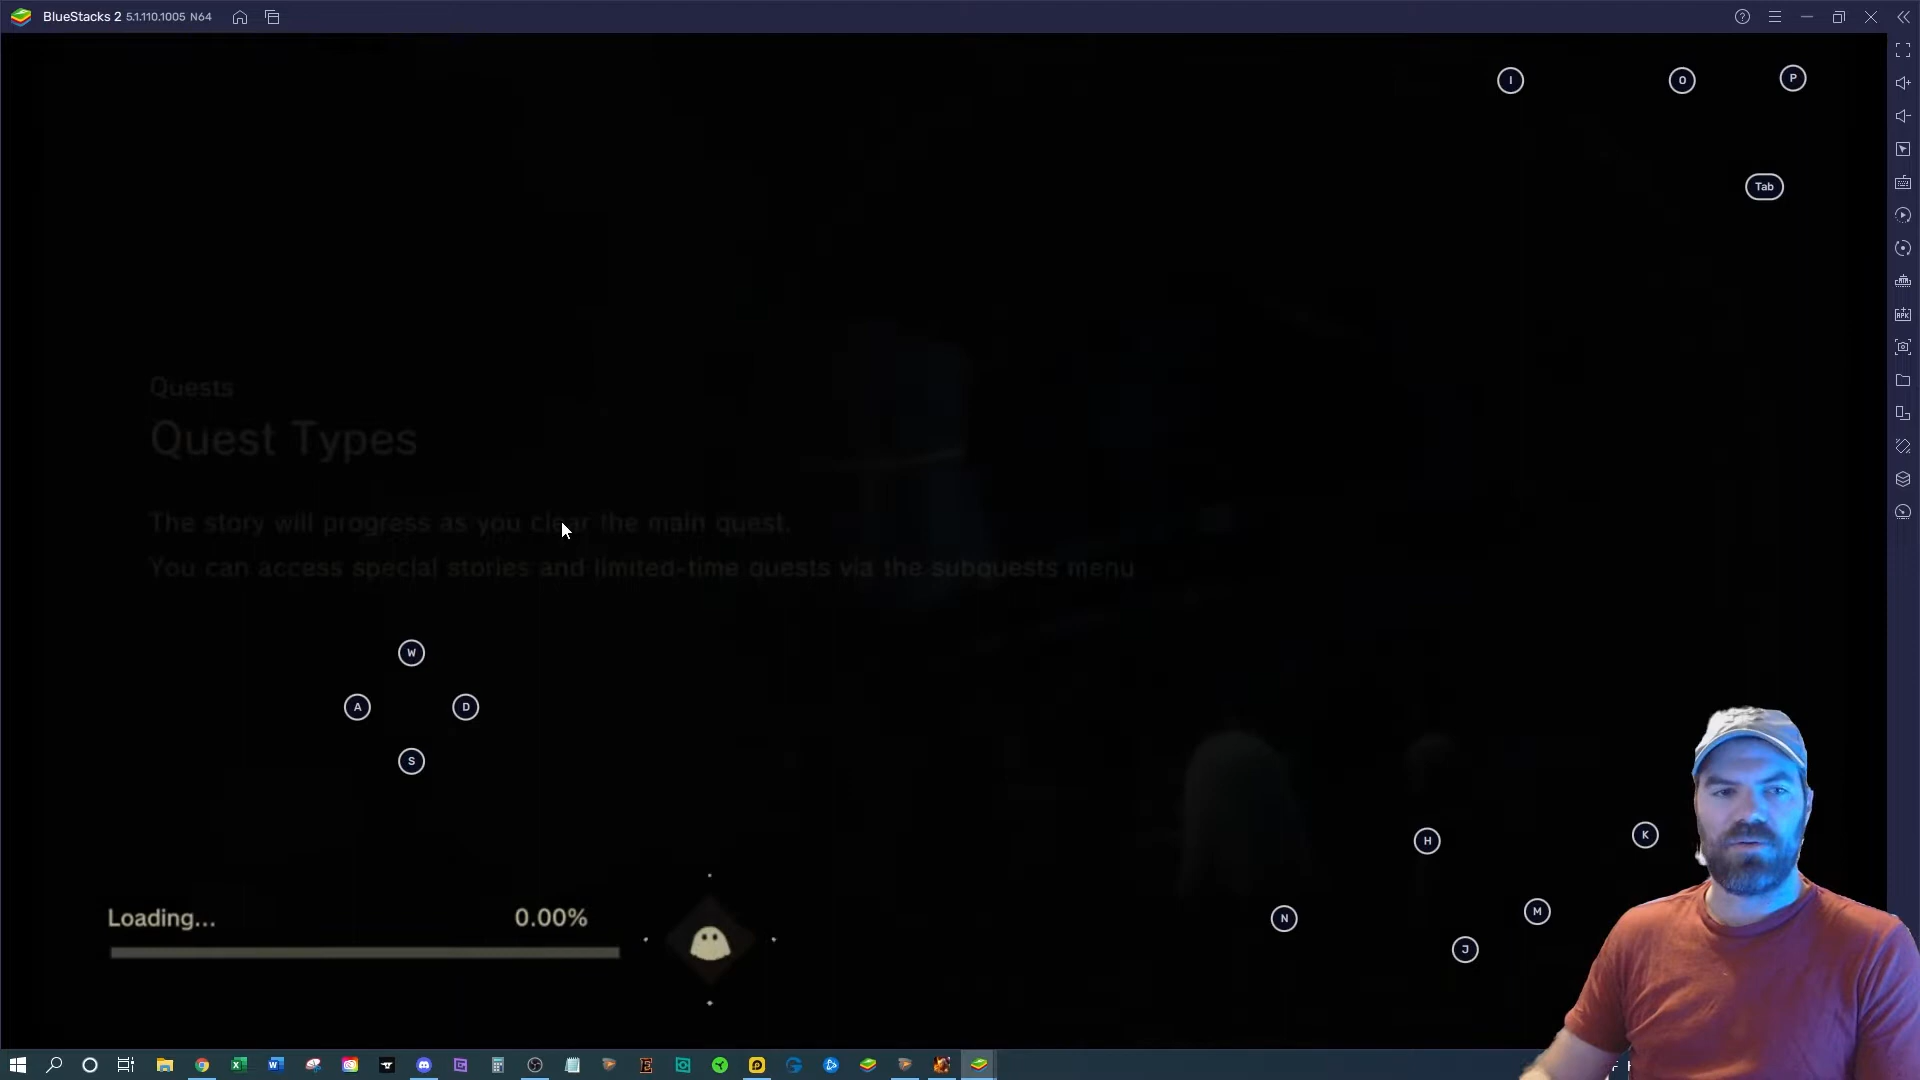 BlueStacks 2 5.1.110.1005 N64
I
O
P
Tab
Quests
Quest Types
The story will progress as you clear the main quest.
You can access special stories and limited-time quests via the subquests menu
W
A
D
S
H
K
N
M
J
Loading...
0.00%